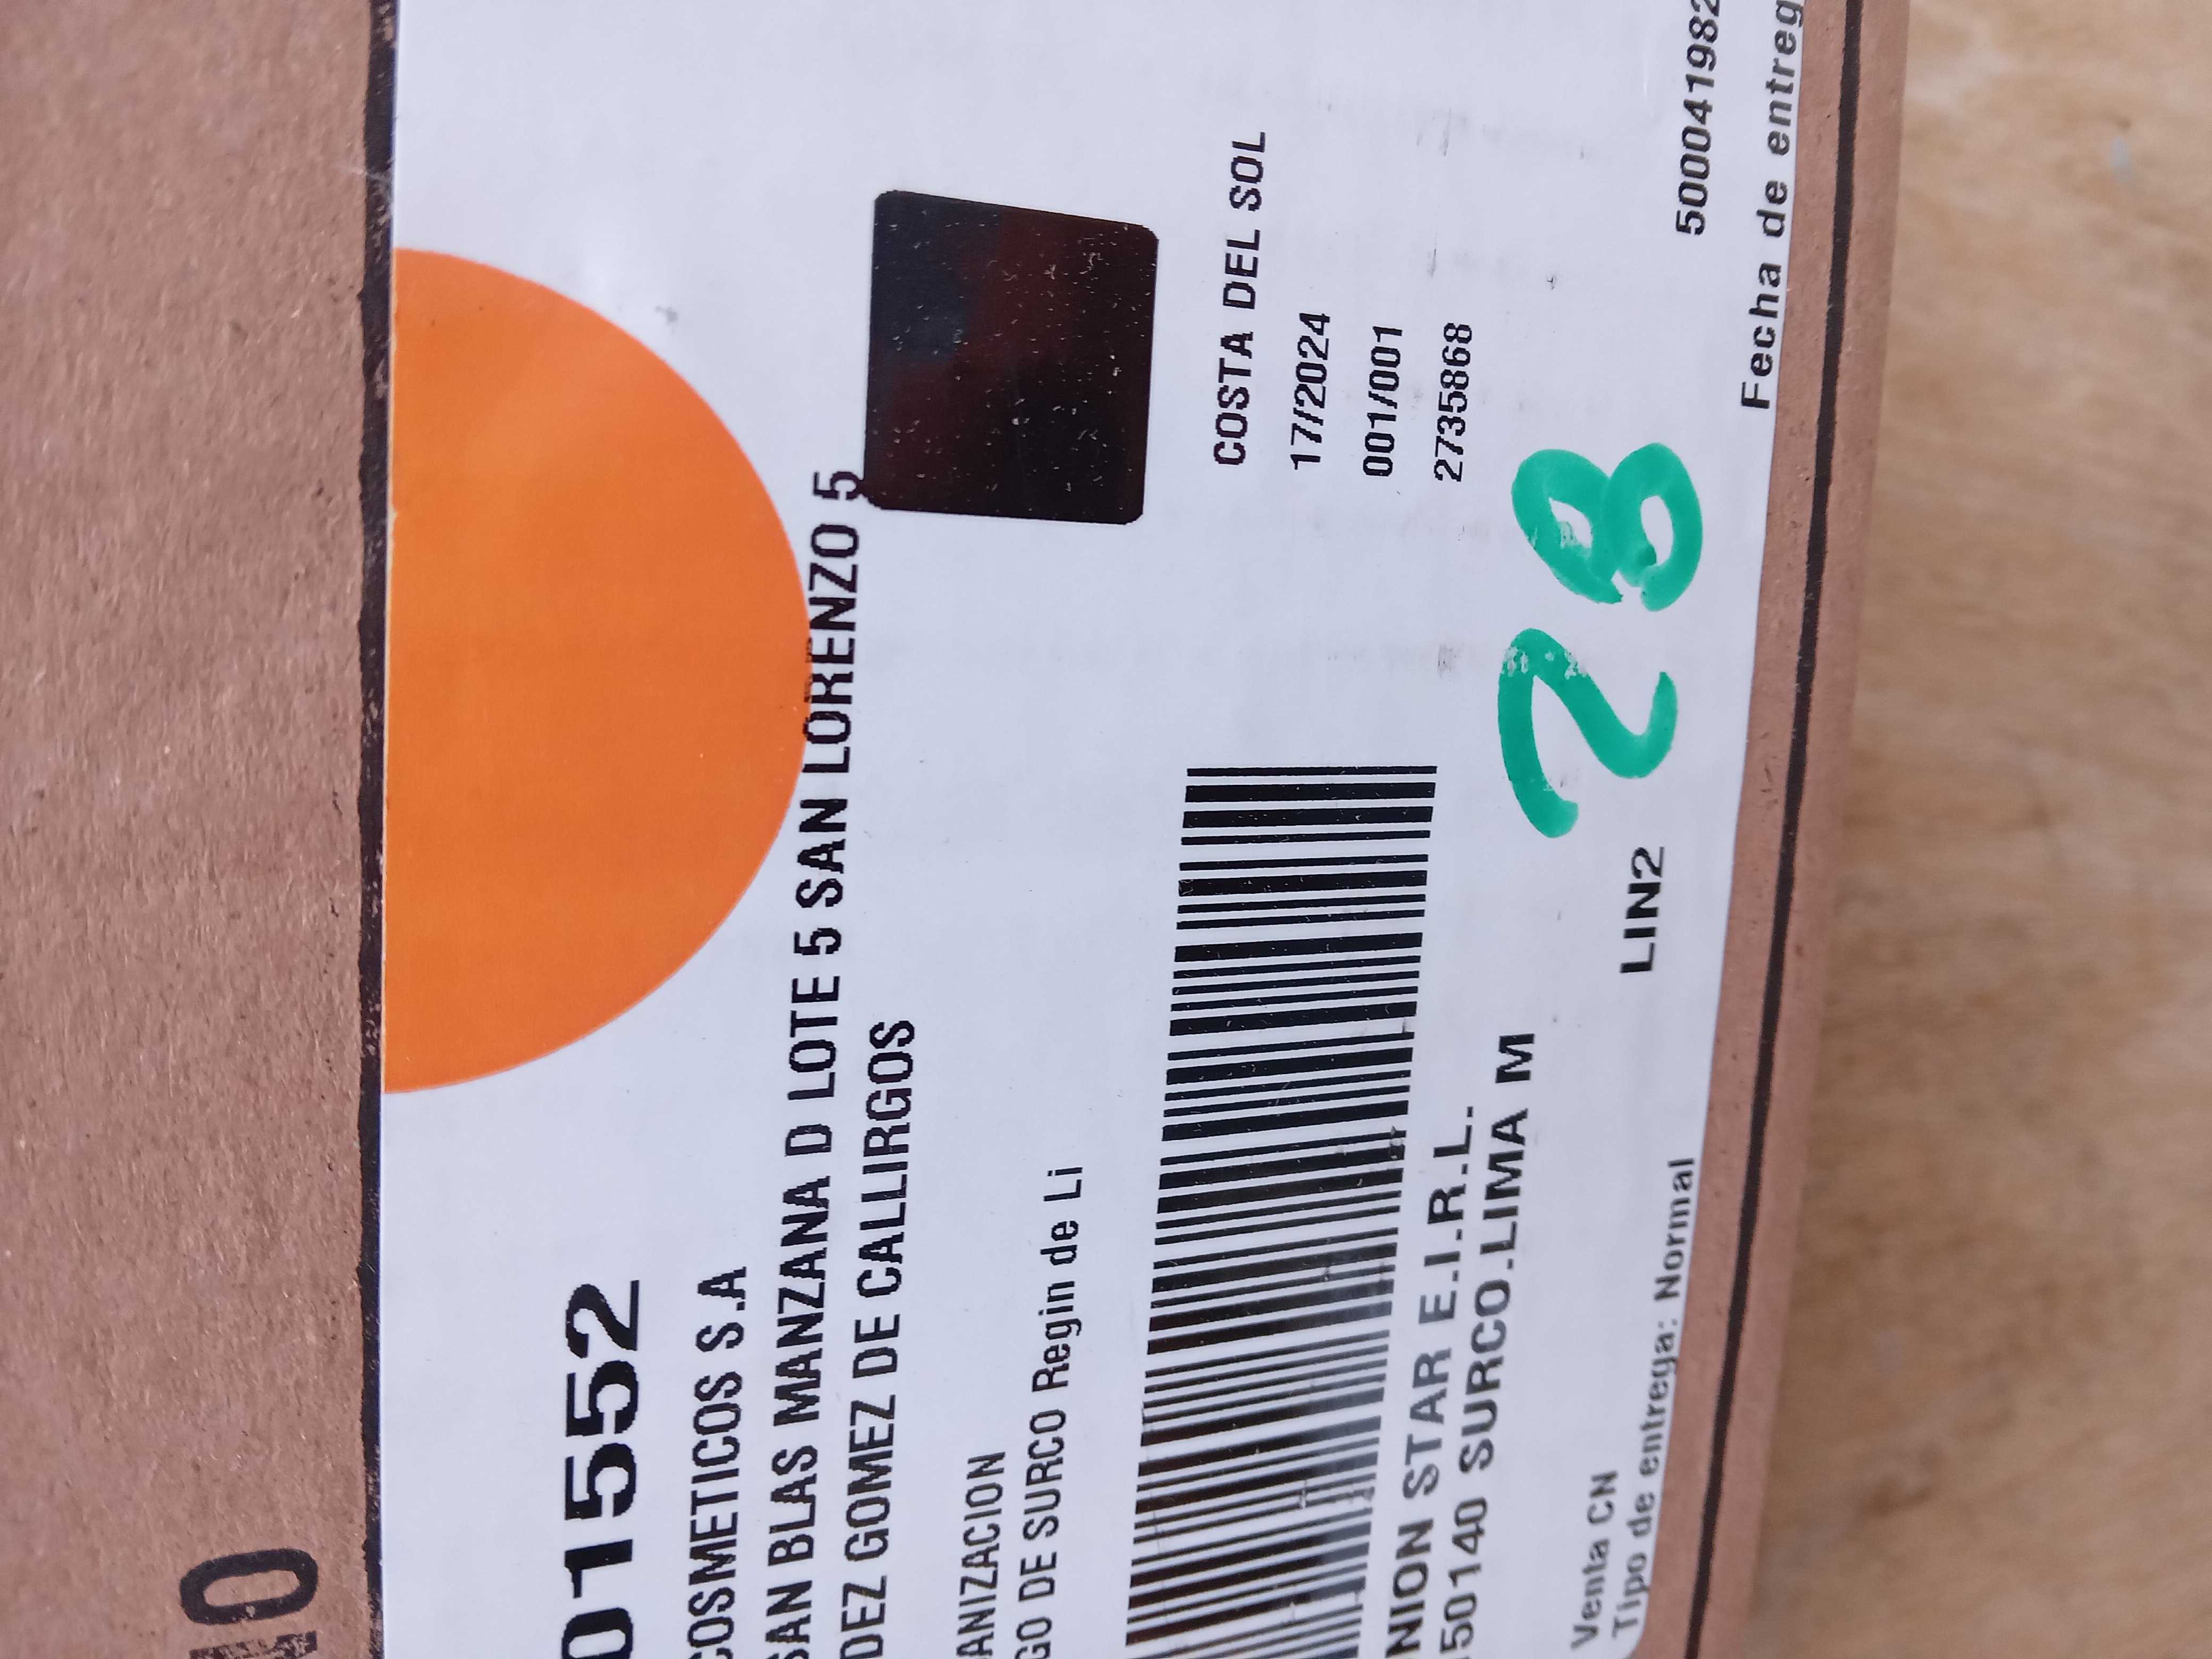 01552
COSMETICOS S.A
SAN BLAS MANZANA D LOTE 5 SAN LORENZO 5
DEZ GOMEZ DE CALLIRGOS
ANIZACION
GO DE SURCO Regin de Li
COSTA DEL SOL
17/2024
001/001
2735868
NION STAR E.I.R.L.
150140 SURCO.LIMA M
28
LIN2
Venta CN
Tipo de entrega: Normal
500041982
Fecha de entreg